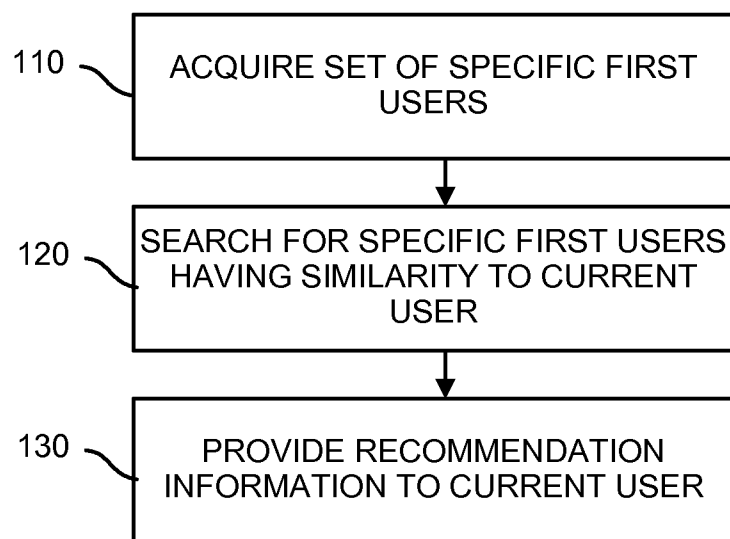 110
ACQUIRE SET OF SPECIFIC FIRST
USERS
120
SEARCH FOR SPECIFIC FIRST USERS
HAVING SIMILARITY TO CURRENT
USER
130
PROVIDE RECOMMENDATION
INFORMATION TO CURRENT USER